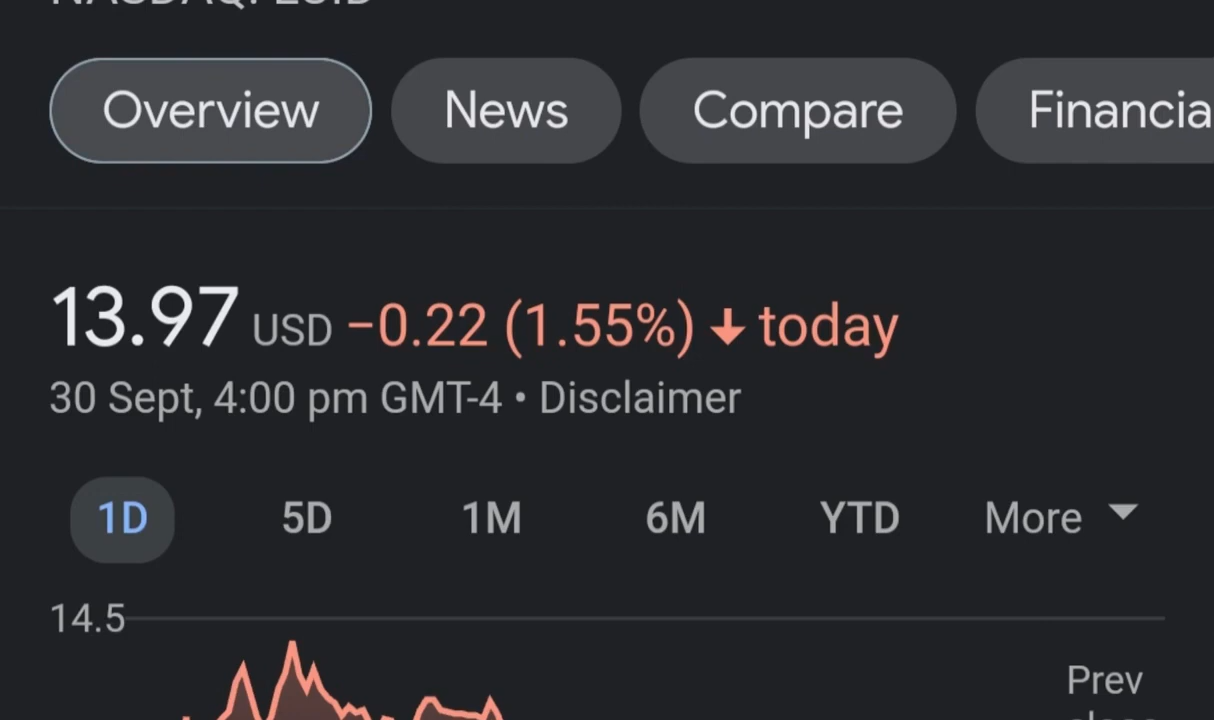 Overview News Compare Financia
13.97 USD −0.22 (1.55%) ↓ today
30 Sept, 4:00 pm GMT-4 • Disclaimer
1D 5D 1M 6M YTD More
14.5
Prev